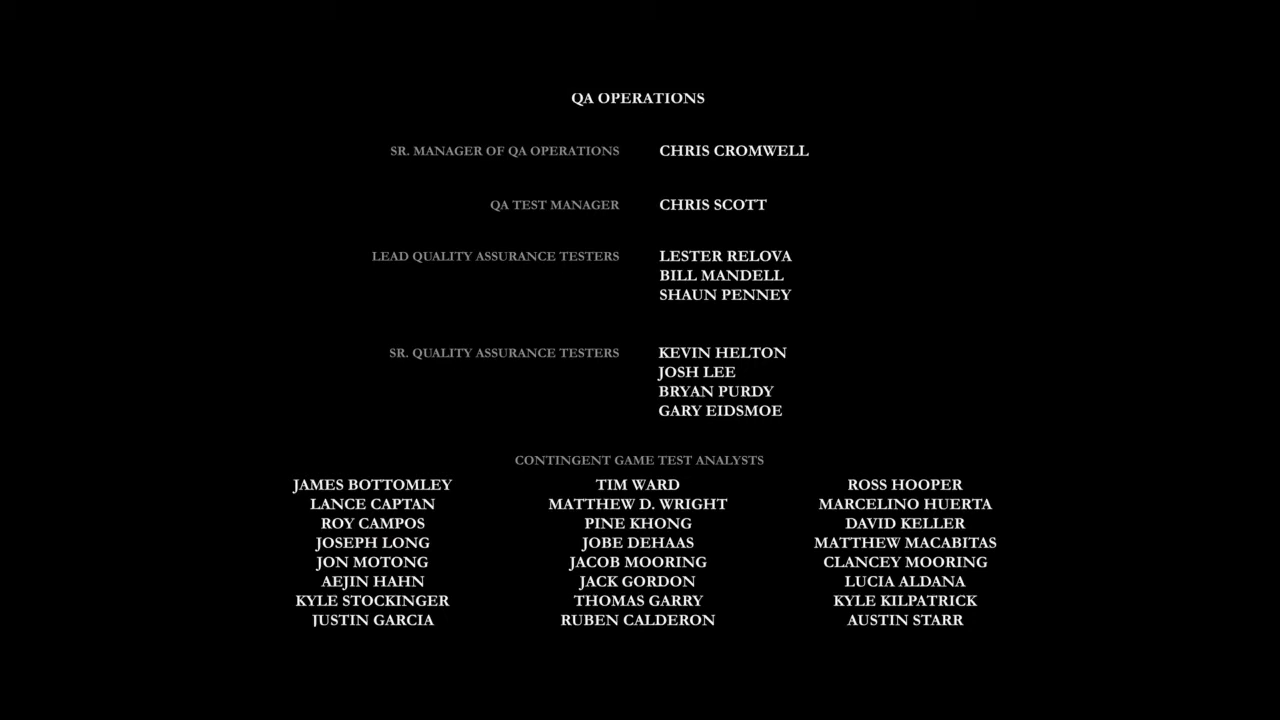 QA OPERATIONS
SR. MANAGER OF QA OPERATIONS CHRIS CROMWELL
QA TEST MANAGER CHRIS SCOTT
LEAD QUALITY ASSURANCE TESTERS LESTER RELOVA
BILL MANDELL
SHAUN PENNEY
SR. QUALITY ASSURANCE TESTERS KEVIN HELTON
JOSH LEE
BRYAN PURDY
GARY EIDSMOE
CONTINGENT GAME TEST ANALYSTS
JAMES BOTTOMLEY TIM WARD ROSS HOOPER
LANCE CAPTAN MATTHEW D. WRIGHT MARCELINO HUERTA
ROY CAMPOS PINE KHONG DAVID KELLER
JOSEPH LONG JOBE DEHAAS MATTHEW MACABITAS
JON MOTONG JACOB MOORING CLANCEY MOORING
AEJIN HAHN JACK GORDON LUCIA ALDANA
KYLE STOCKINGER THOMAS GARRY KYLE KILPATRICK
JUSTIN GARCIA RUBEN CALDERON AUSTIN STARR